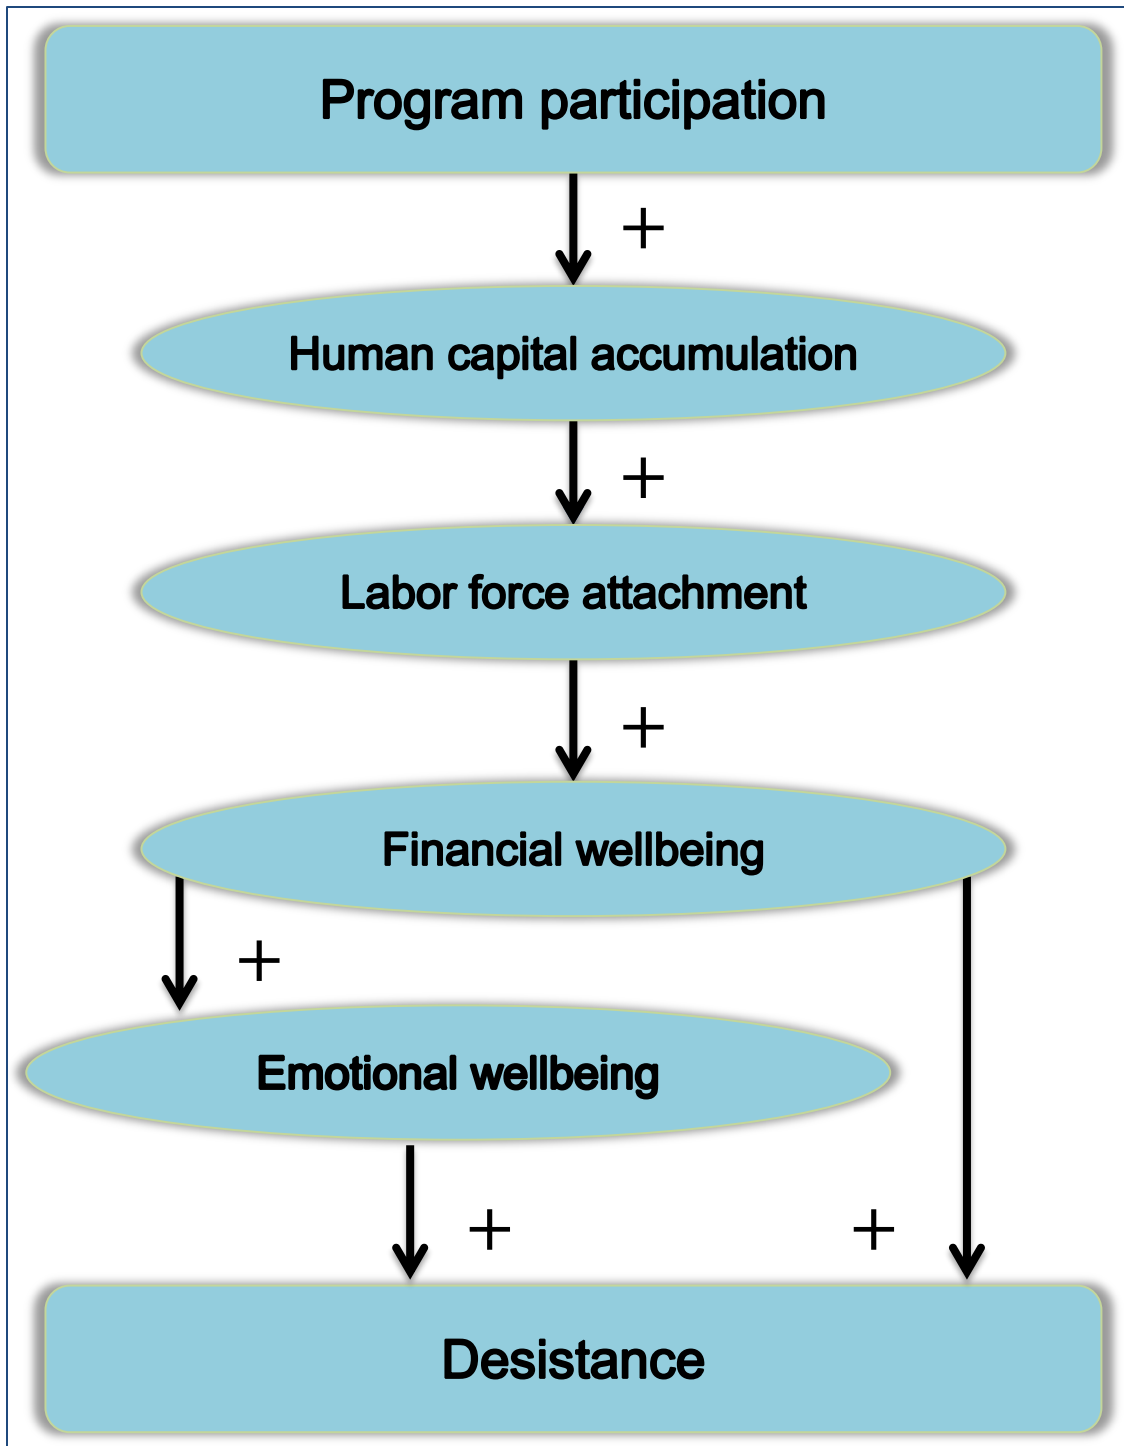 Program participation
+
Human capital accumulation
+
Labor force attachment
+
Financial wellbeing
+
Emotional wellbeing
+ +
Desistance